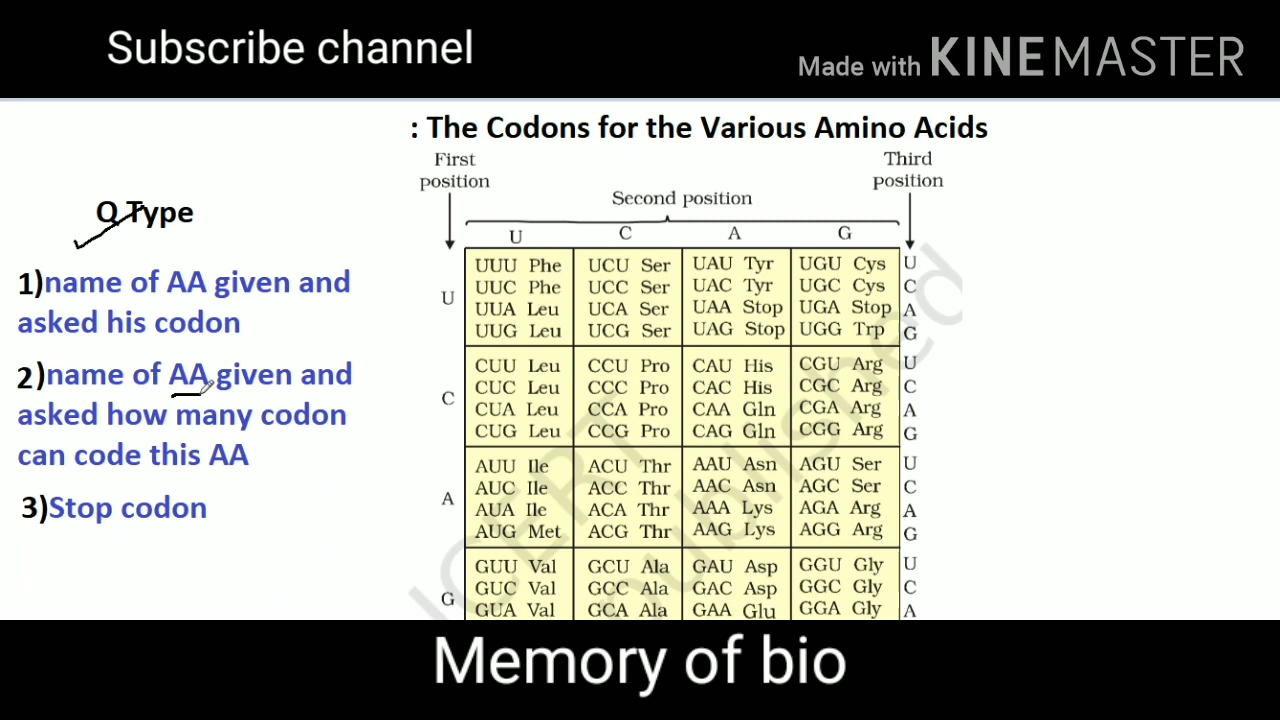 Subscribe channel
Made with KINEMASTER
: The Codons for the Various Amino Acids
First position
Third position
Second position
U C A G
Q Type
1)name of AA given and
asked his codon
2)name of AA given and
asked how many codon
can code this AA
3)Stop codon
U
UUU Phe UCU Ser UAU Tyr UGU Cys U
UUC Phe UCC Ser UAC Tyr UGC Cys C
UUA Leu UCA Ser UAA Stop UGA Stop A
UUG Leu UCG Ser UAG Stop UGG Trp G
C
CUU Leu CCU Pro CAU His CGU Arg U
CUC Leu CCC Pro CAC His CGC Arg C
CUA Leu CCA Pro CAA Gln CGA Arg A
CUG Leu CCG Pro CAG Gln CGG Arg G
A
AUU Ile ACU Thr AAU Asn AGU Ser U
AUC Ile ACC Thr AAC Asn AGC Ser C
AUA Ile ACA Thr AAA Lys AGA Arg A
AUG Met ACG Thr AAG Lys AGG Arg G
G
GUU Val GCU Ala GAU Asp GGU Gly U
GUC Val GCC Ala GAC Asp GGC Gly C
GUA Val GCA Ala GAA Glu GGA Gly A
published
Memory of bio